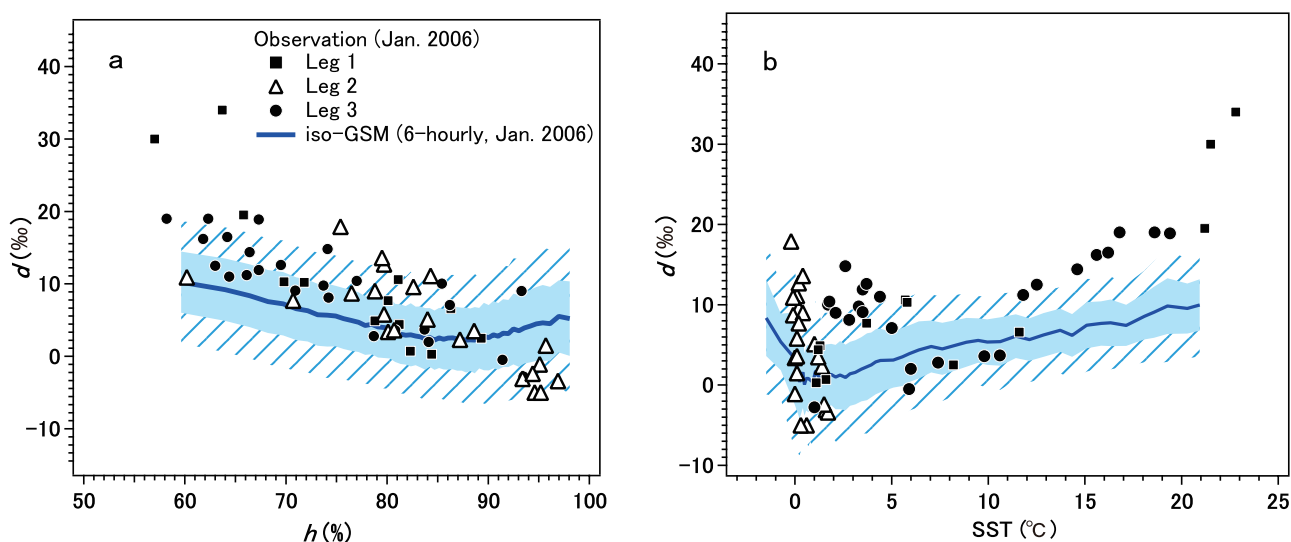 a
Observation (Jan. 2006)
Leg 1
Leg 2
Leg 3
iso-GSM (6-hourly, Jan. 2006)
d (‰)
40
30
20
10
0
−10
50 60 70 80 90 100
h (%)
b
d (‰)
40
30
20
10
0
−10
0 5 10 15 20 25
SST (℃)